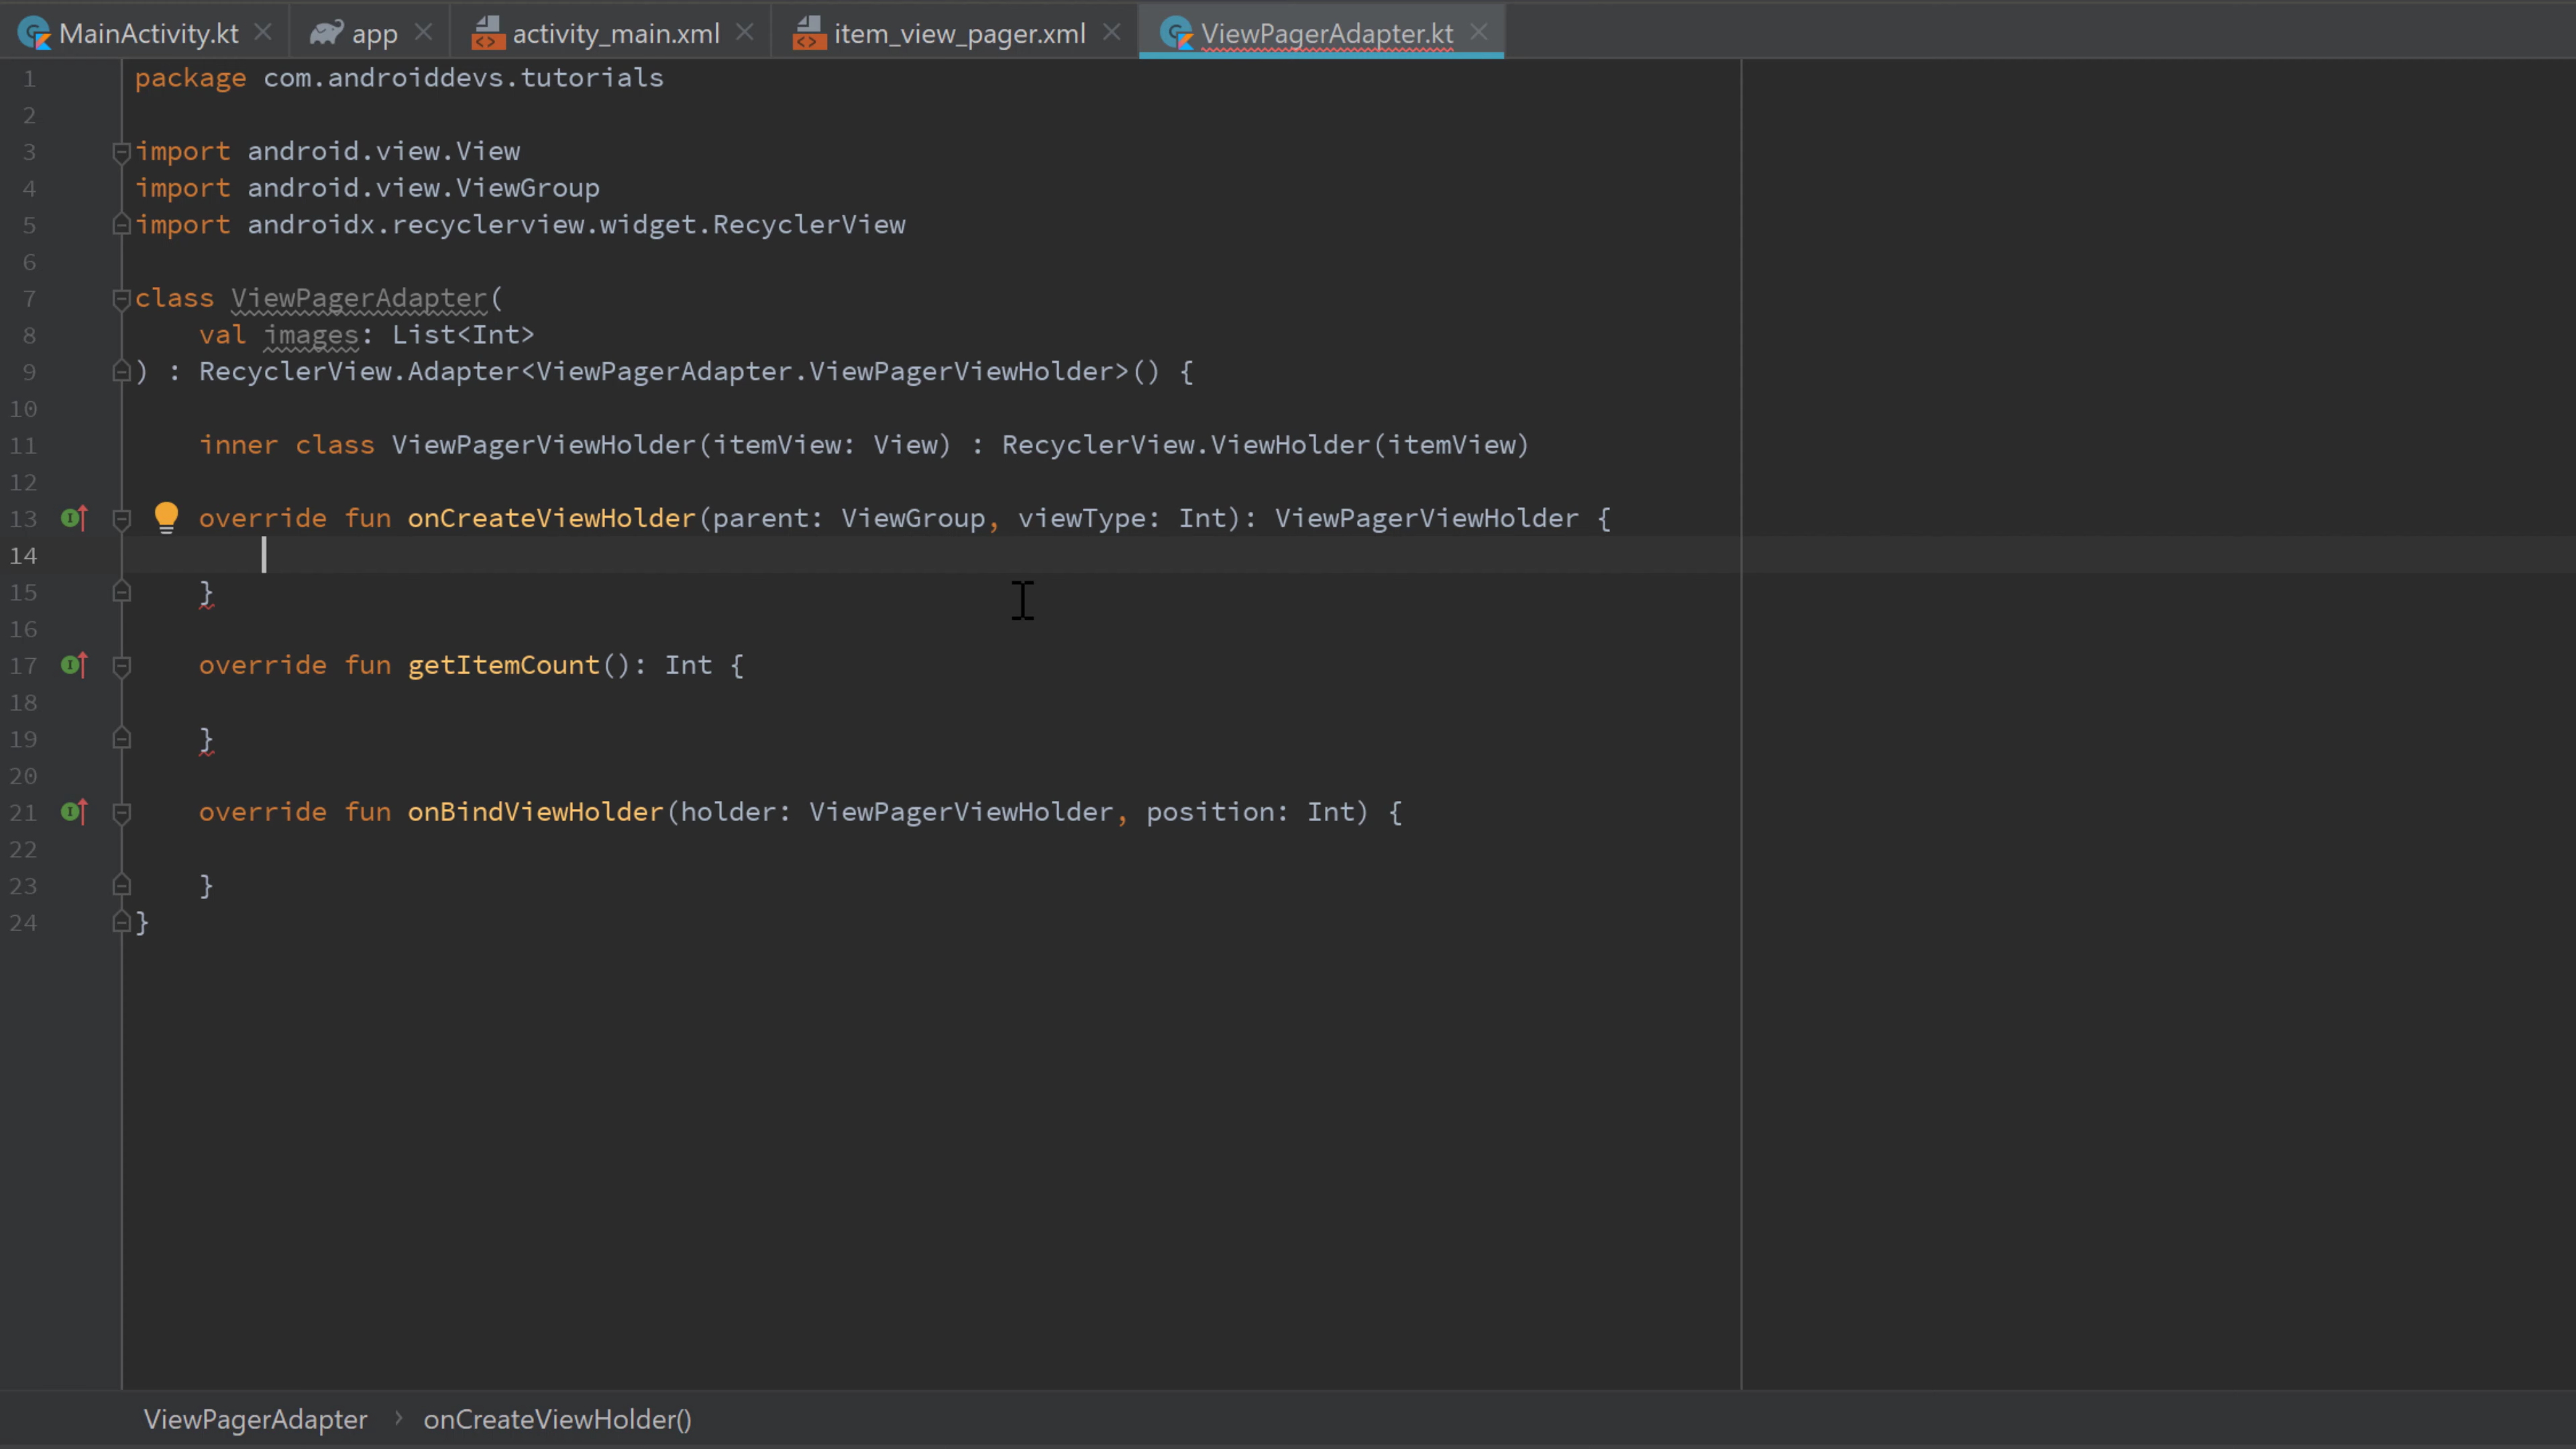 MainActivity.kt app activity_main.xml item_view_pager.xml ViewPagerAdapter.kt
1 package com.androiddevs.tutorials
2
3 import android.view.View
4 import android.view.ViewGroup
5 import androidx.recyclerview.widget.RecyclerView
6
7 class ViewPagerAdapter(
8     val images: List<Int>
9 ) : RecyclerView.Adapter<ViewPagerAdapter.ViewPagerViewHolder>() {
10
11     inner class ViewPagerViewHolder(itemView: View) : RecyclerView.ViewHolder(itemView)
12
13     override fun onCreateViewHolder(parent: ViewGroup, viewType: Int): ViewPagerViewHolder {
14
15     }
16
17     override fun getItemCount(): Int {
18
19     }
20
21     override fun onBindViewHolder(holder: ViewPagerViewHolder, position: Int) {
22
23     }
24 }
ViewPagerAdapter › onCreateViewHolder()